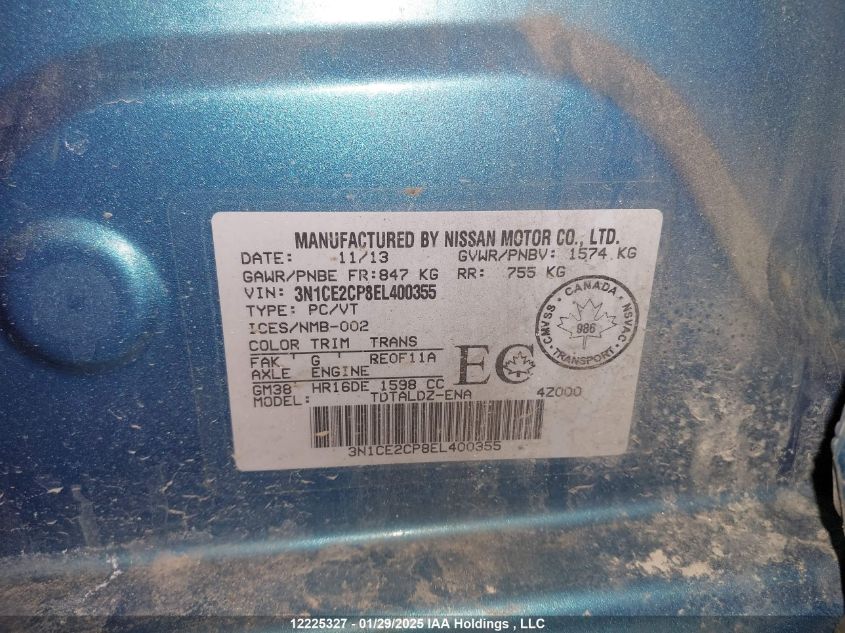 MANUFACTURED BY NISSAN MOTOR CO., LTD.
DATE: 11/13 GVWR/PNBV: 1574 KG
GAWR/PNBE FR: 847 KG RR: 755 KG
VIN: 3N1CE2CP8EL400355
TYPE: PC/VT
ICES/NMB-002
COLOR TRIM TRANS
FAK G RE0F11A
AXLE ENGINE
GM38 HR16DE 1598 CC
MODEL: TDTALDZ-ENA 42000
EC
CANADA
CMVSS NSVAC
986
TRANSPORT
3N1CE2CP8EL400355
12225327 - 01/29/2025 IAA Holdings , LLC